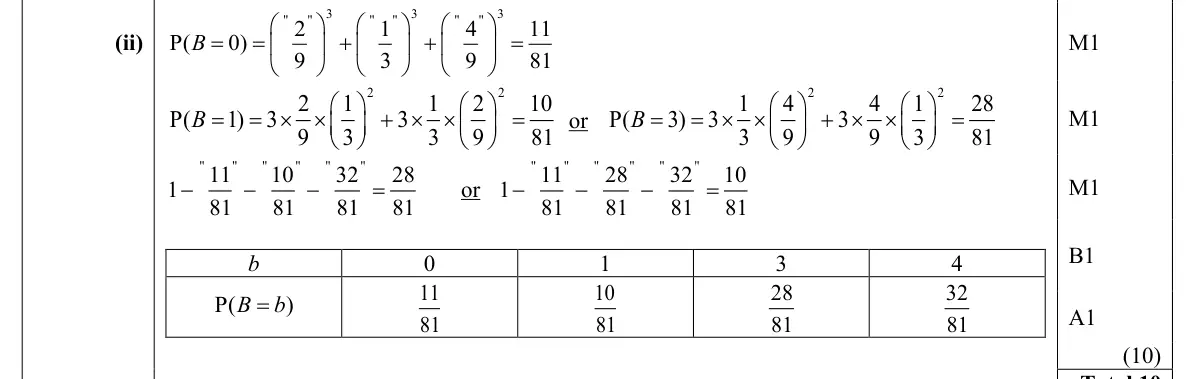 (ii) P(B = 0) = ("2/9")³ + ("1/3")³ + ("4/9")³ = 11/81 M1
P(B = 1) = 3 × 2/9 × (1/3)² + 3 × 1/3 × (2/9)² = 10/81 or P(B = 3) = 3 × 1/3 × (4/9)² + 3 × 4/9 × (1/3)² = 28/81 M1
1 − "11/81" − "10/81" − "32/81" = 28/81 or 1 − "11/81" − "28/81" − "32/81" = 10/81 M1
b 0 1 3 4 B1
P(B = b) 11/81 10/81 28/81 32/81 A1
(10)
Total 10